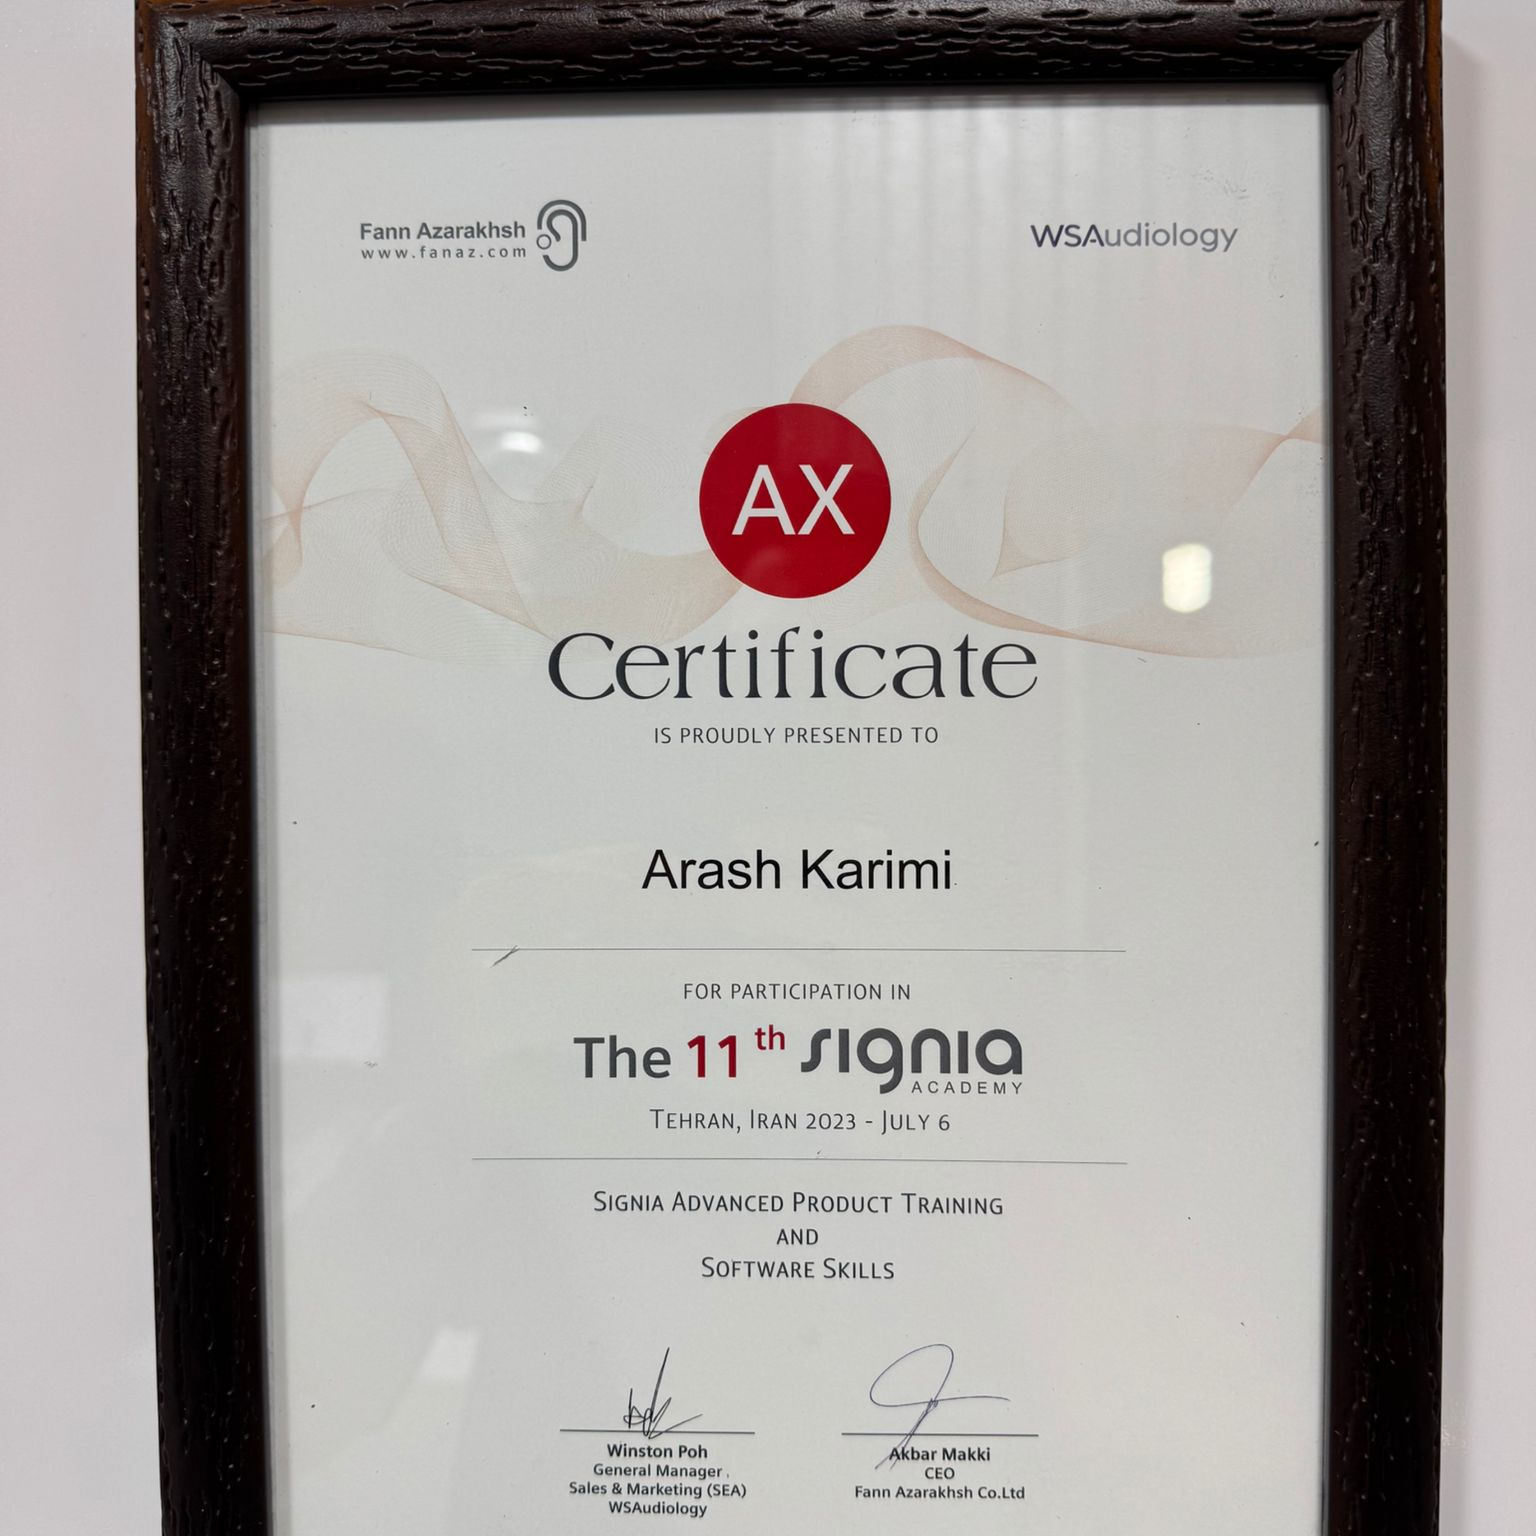 Fann Azarakhsh
www.fanaz.com
WSAudiology
AX
Certificate
IS PROUDLY PRESENTED TO
Arash Karimi
FOR PARTICIPATION IN
The 11th signia
ACADEMY
TEHRAN, IRAN 2023 - JULY 6
SIGNIA ADVANCED PRODUCT TRAINING
AND
SOFTWARE SKILLS
Winston Poh
General Manager,
Sales & Marketing (SEA)
WSAudiology
Akbar Makki
CEO
Fann Azarakhsh Co.Ltd